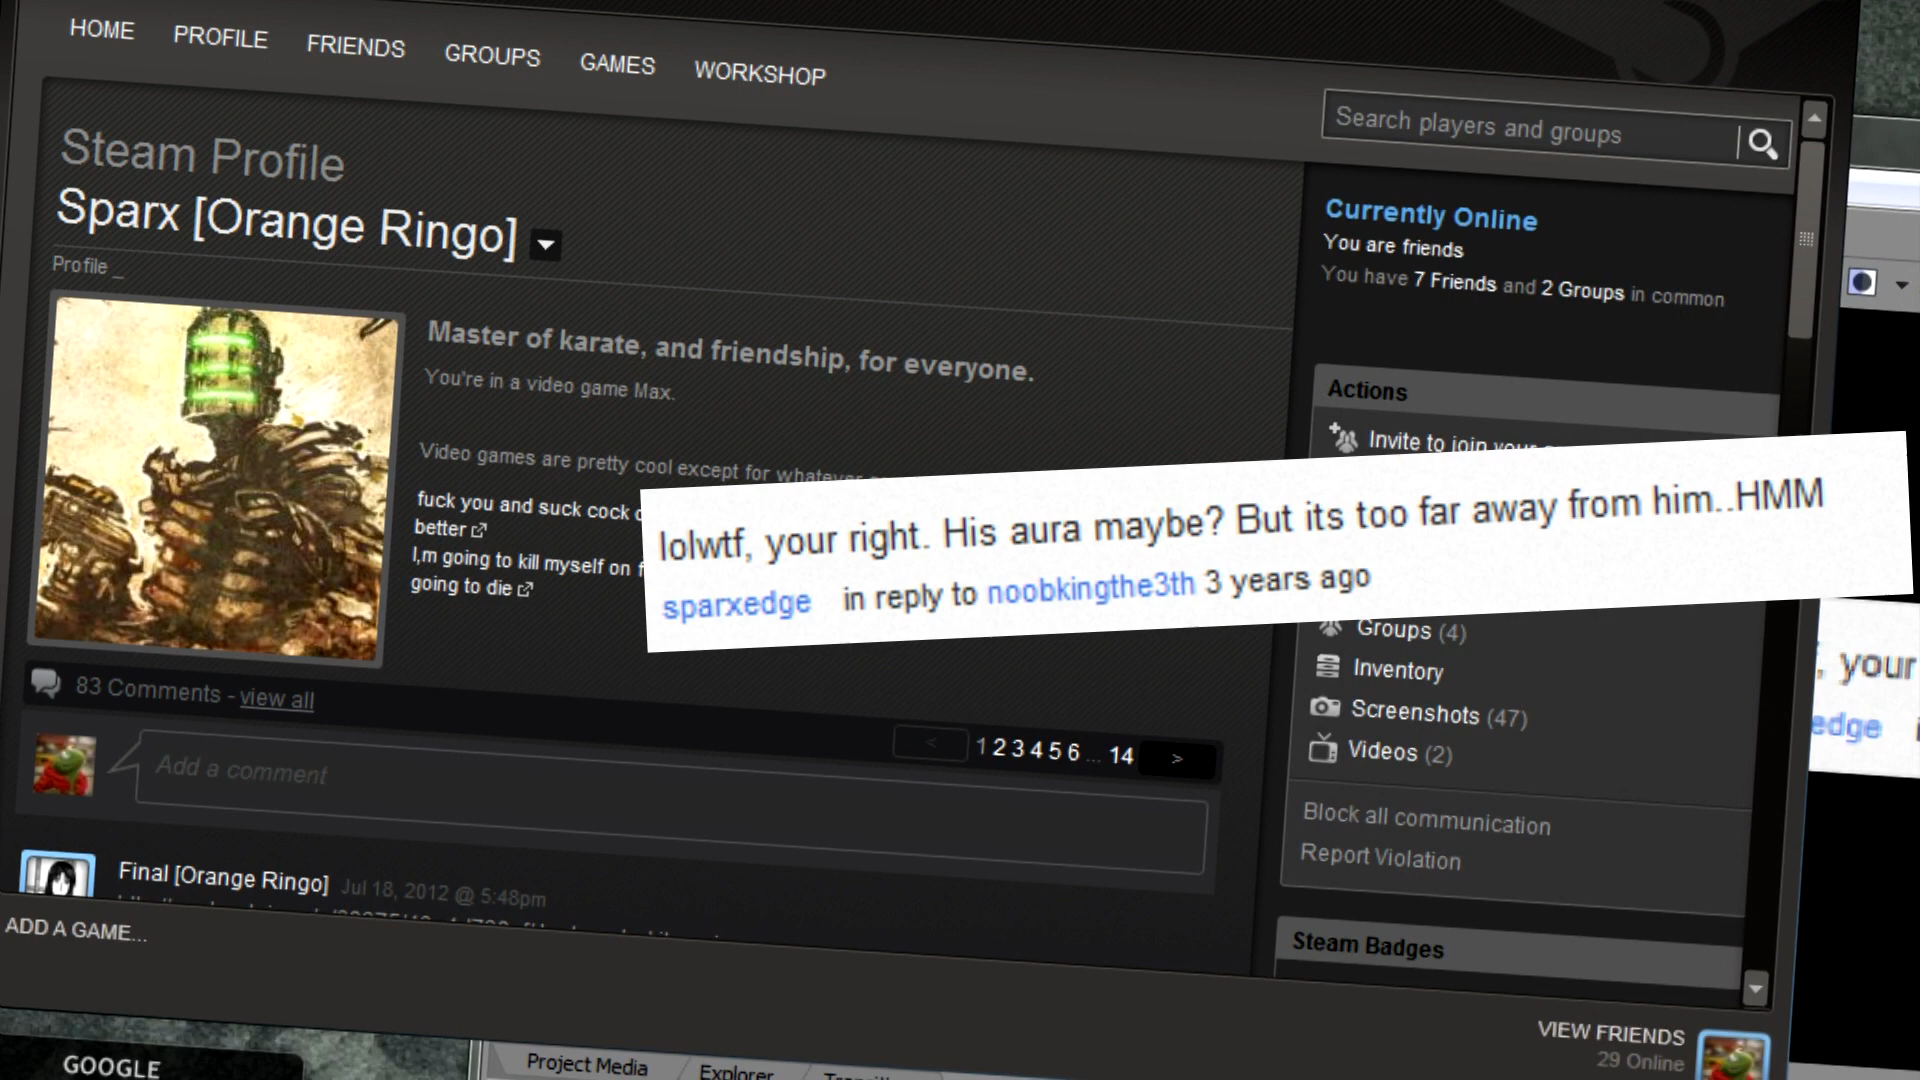 HOME PROFILE FRIENDS GROUPS GAMES WORKSHOP
Search players and groups
Steam Profile
Sparx [Orange Ringo]
Profile _
Master of karate, and friendship, for everyone.
You're in a video game Max.
Video games are pretty cool except for whatever
fuck you and suck cock
better
I,m going to kill myself on
going to die
lolwtf, your right. His aura maybe? But its too far away from him..HMM
sparxedge in reply to noobkingthe3th 3 years ago
83 Comments - view all
< 1 2 3 4 5 6 ... 14 >
Add a comment
Final [Orange Ringo] Jul 18, 2012 @ 5:48pm
Currently Online
You are friends
You have 7 Friends and 2 Groups in common
Actions
Invite to join your
Groups (4)
Inventory
Screenshots (47)
Videos (2)
Block all communication
Report Violation
Steam Badges
, your
edge
ADD A GAME...
VIEW FRIENDS
29 Online
GOOGLE
Project Media Explorer